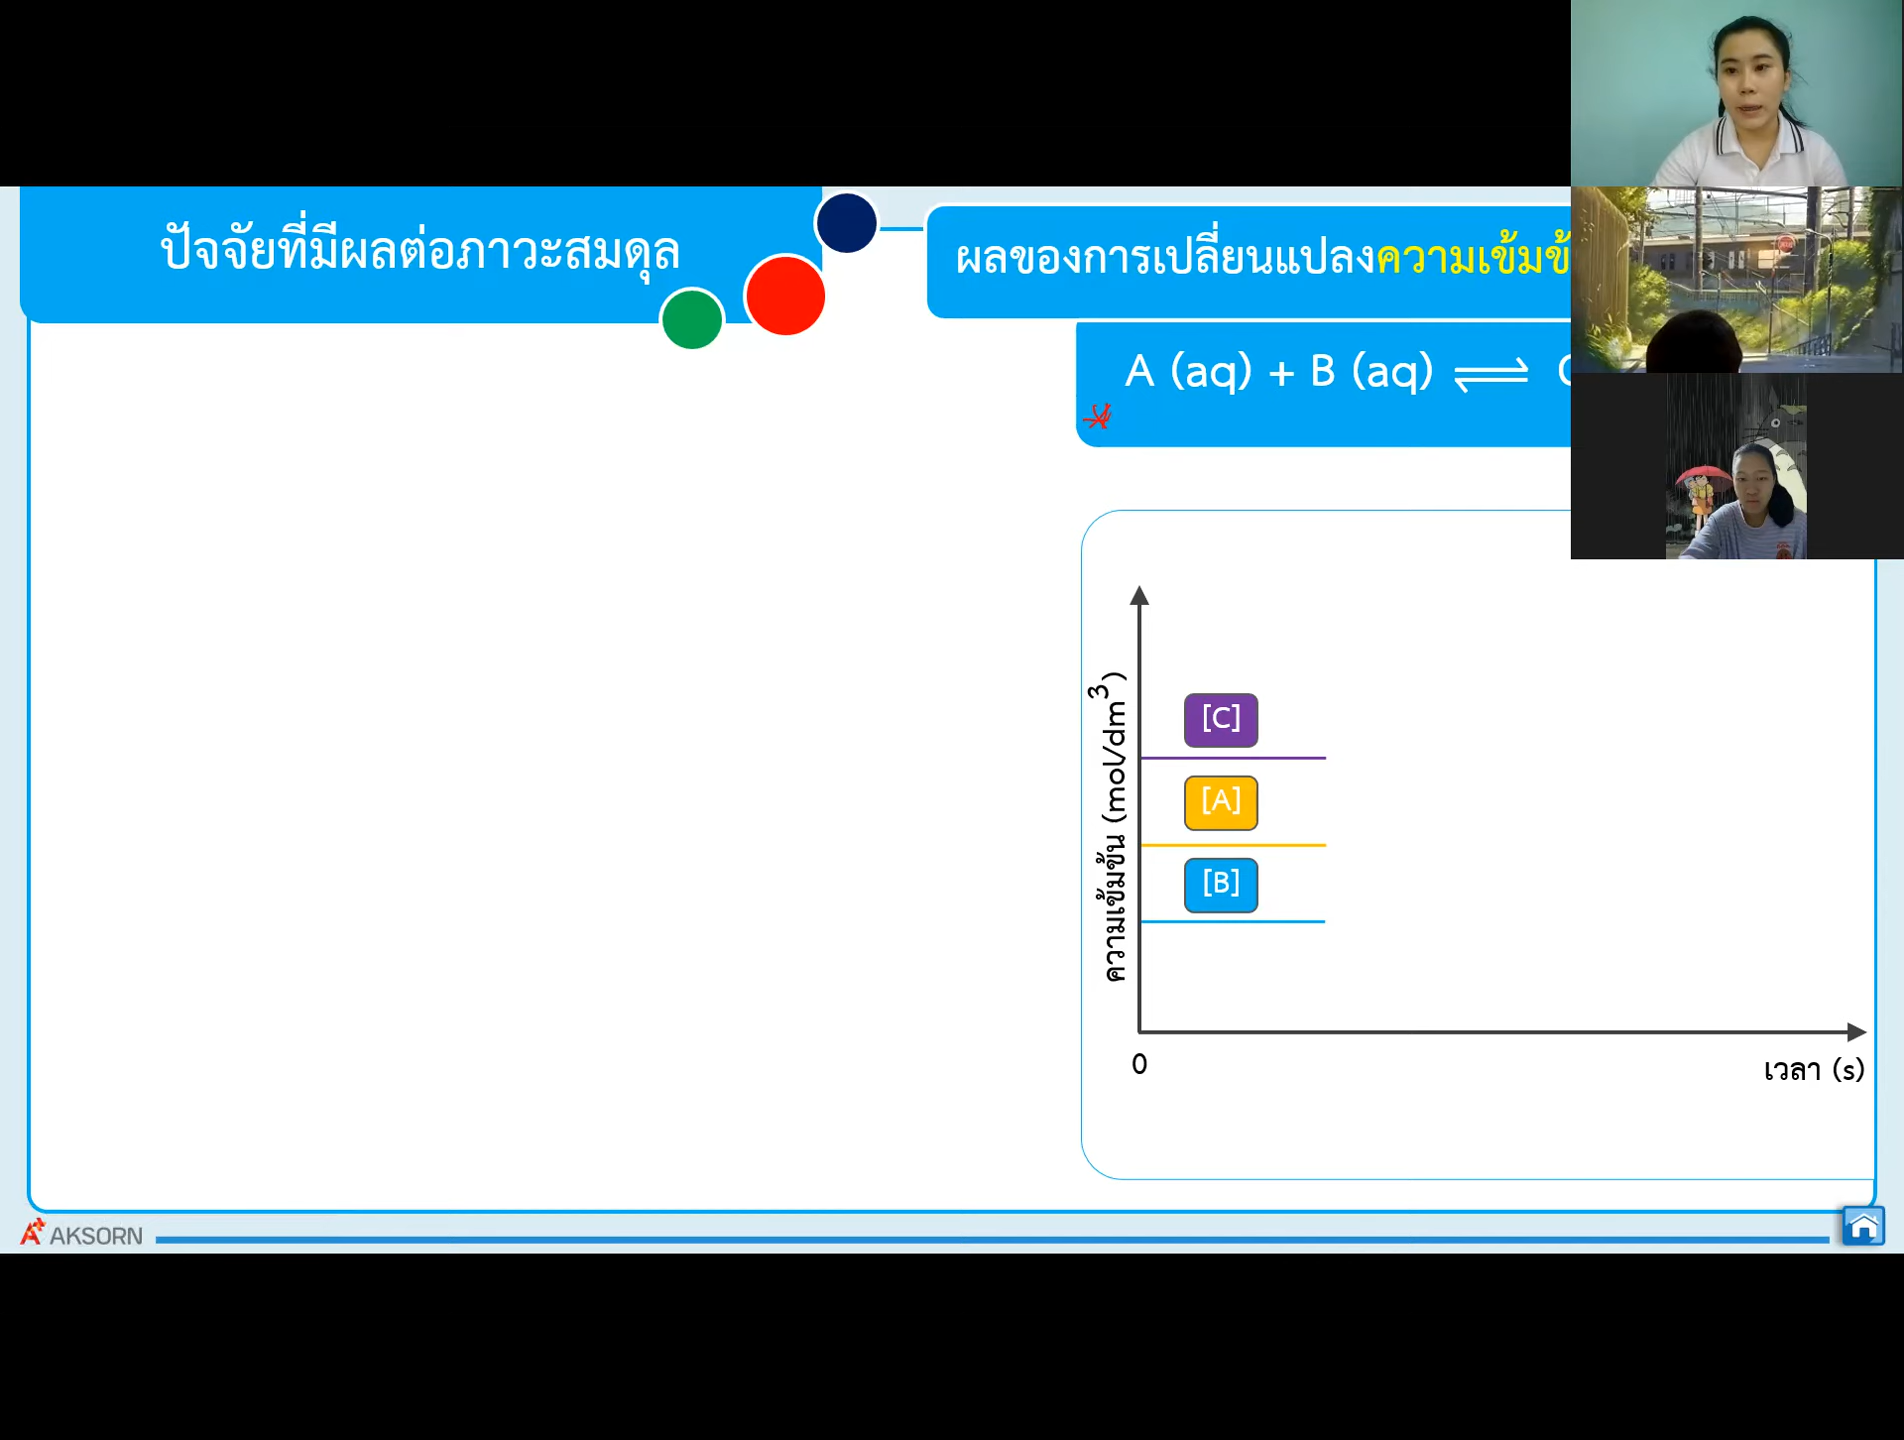 ปัจจัยที่มีผลต่อภาวะสมดุล
ผลของการเปลี่ยนแปลงความเข้มข้
A (aq) + B (aq) ⇌
ความเข้มข้น (mol/dm³)
[C]
[A]
[B]
0
เวลา (s)
AKSORN